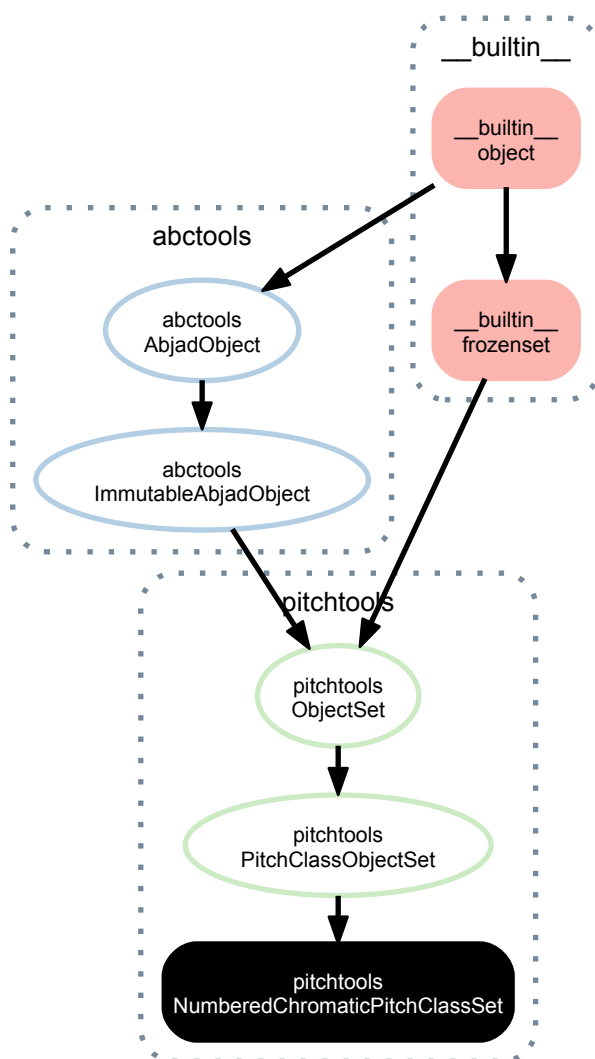 __builtin__
__builtin__
object
abctools
abctools
AbjadObject
__builtin__
frozenset
abctools
ImmutableAbjadObject
pitchtools
pitchtools
ObjectSet
pitchtools
PitchClassObjectSet
pitchtools
NumberedChromaticPitchClassSet